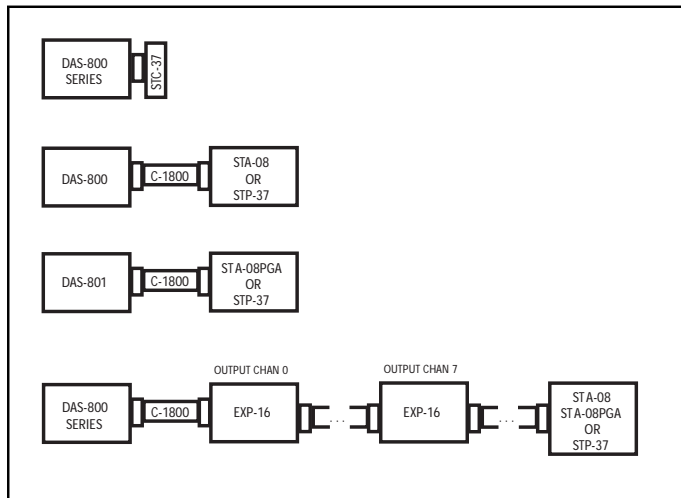 DAS-800
SERIES
STC-37
DAS-800
C-1800
STA-08
OR
STP-37
DAS-801
C-1800
STA-08PGA
OR
STP-37
OUTPUT CHAN 0
OUTPUT CHAN 7
DAS-800
SERIES
C-1800
EXP-16
...
EXP-16
...
STA-08
STA-08PGA
OR
STP-37